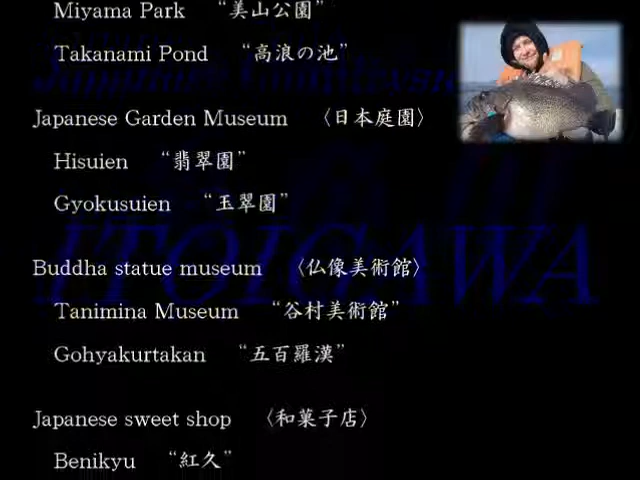 Miyama Park “美山公園”
Takanami Pond “高浪の池”
Japanese Garden Museum 〈日本庭園〉
Hisuien “翡翠園”
Gyokusuien “玉翠園”
ITOIGAWA
Buddha statue museum 〈仏像美術館〉
Tanimina Museum “谷村美術館”
Gohyakurtakan “五百羅漢”
Japanese sweet shop 〈和菓子店〉
Benikyu “紅久”